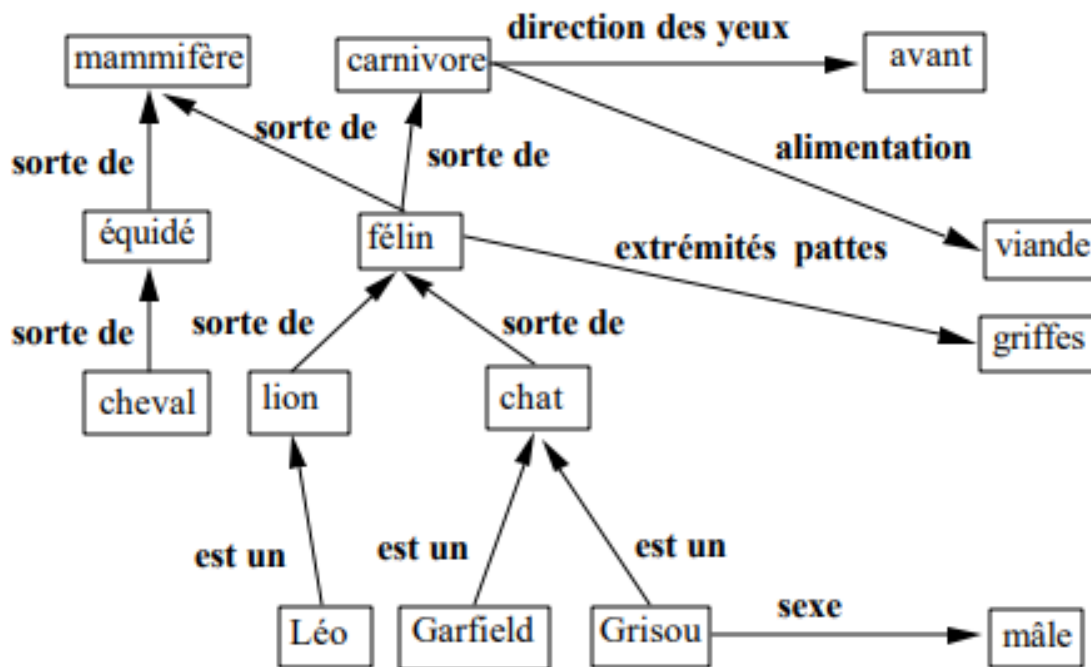 direction des yeux
mammifère
carnivore
avant
sorte de
sorte de
sorte de
alimentation
équidé
félin
extrémités pattes
viande
sorte de
sorte de
sorte de
griffes
cheval
lion
chat
est un
est un
est un
sexe
Léo
Garfield
Grisou
mâle